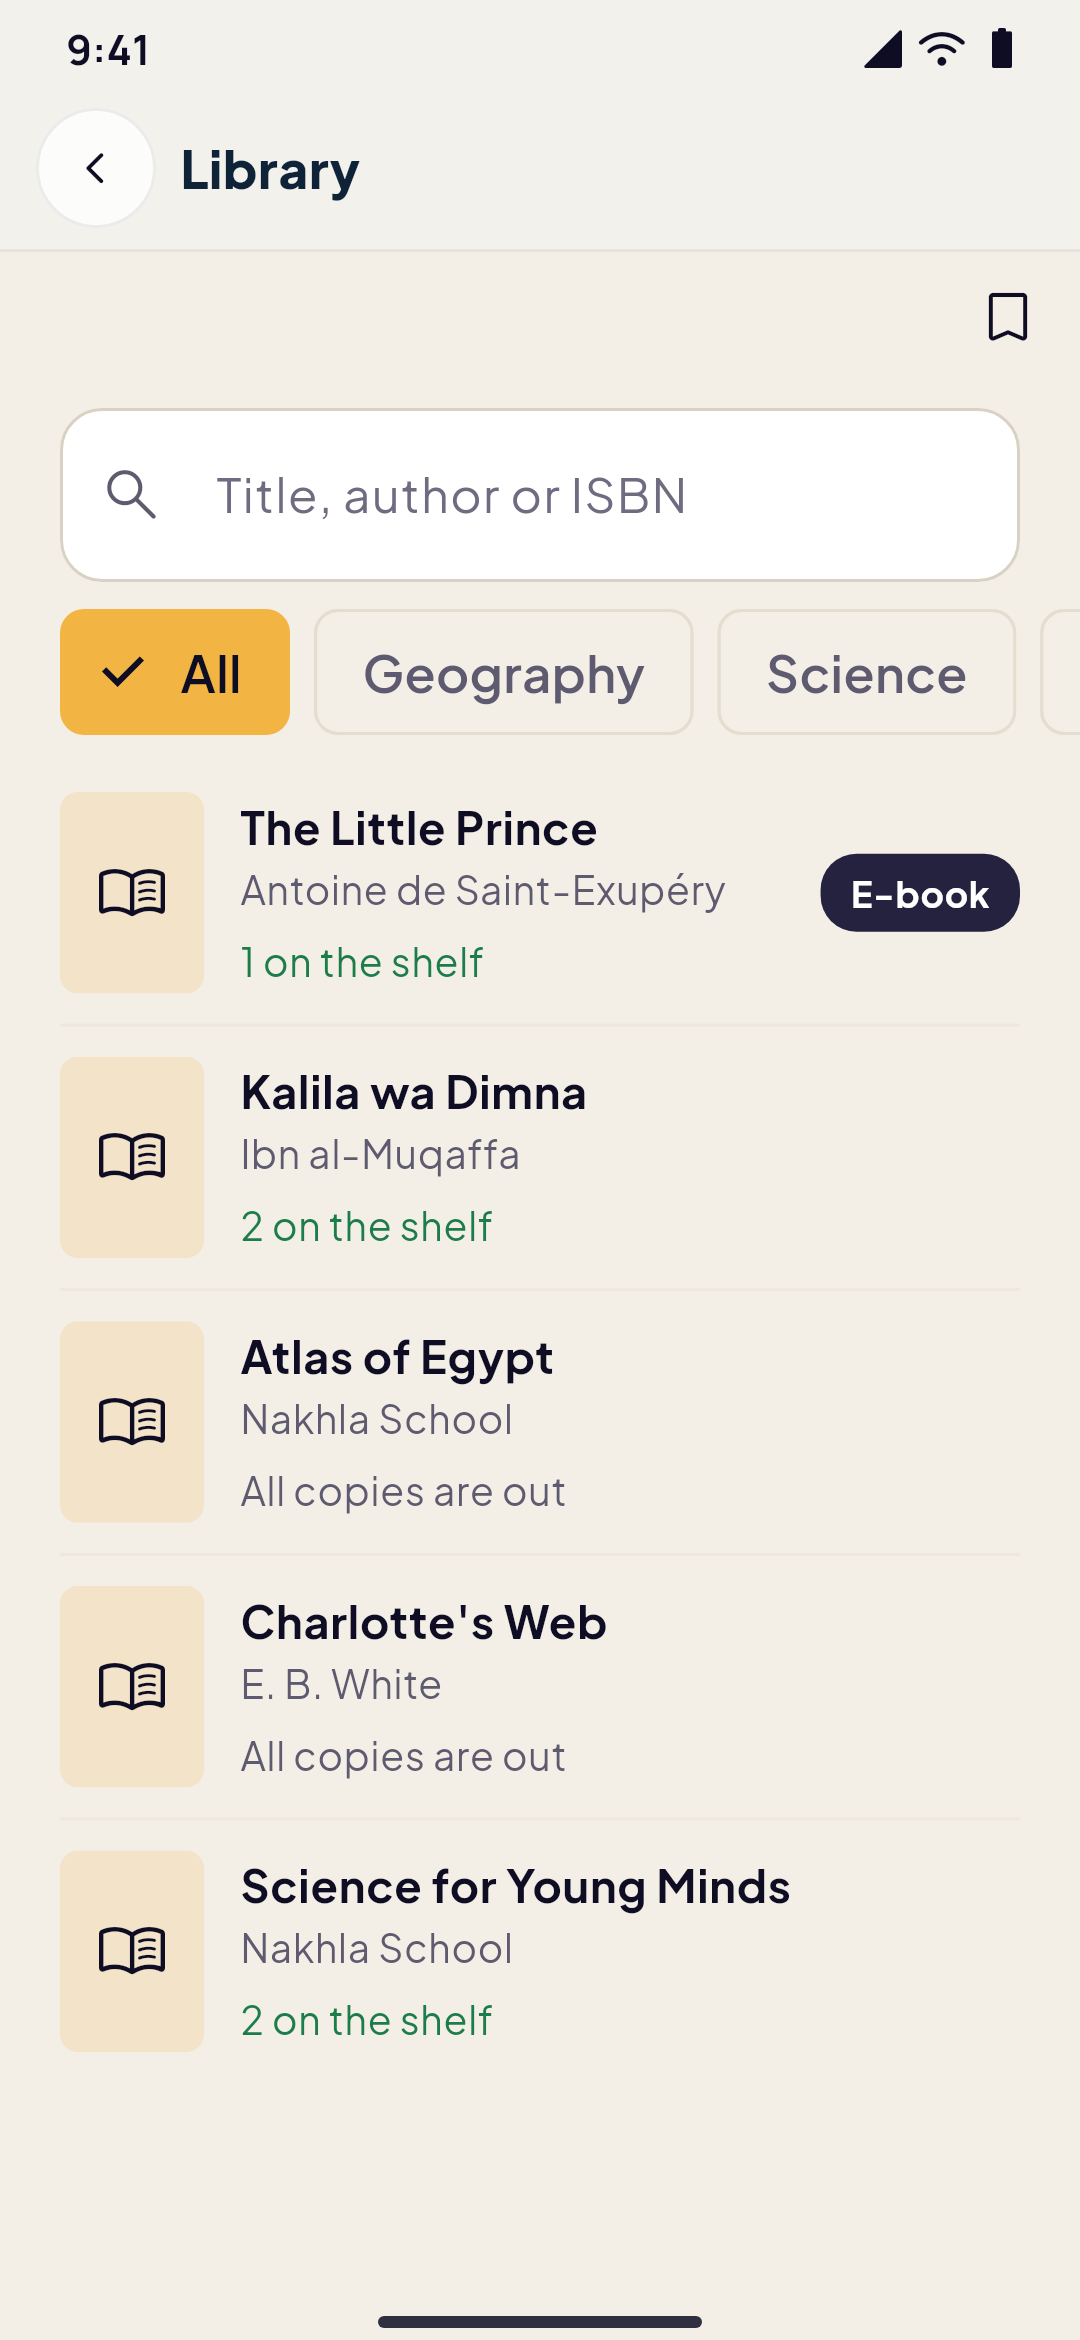 9:41
Library
Title, author or ISBN
All
Geography
Science
The Little Prince
Antoine de Saint-Exupéry
1 on the shelf
E-book
Kalila wa Dimna
Ibn al-Muqaffa
2 on the shelf
Atlas of Egypt
Nakhla School
All copies are out
Charlotte's Web
E. B. White
All copies are out
Science for Young Minds
Nakhla School
2 on the shelf